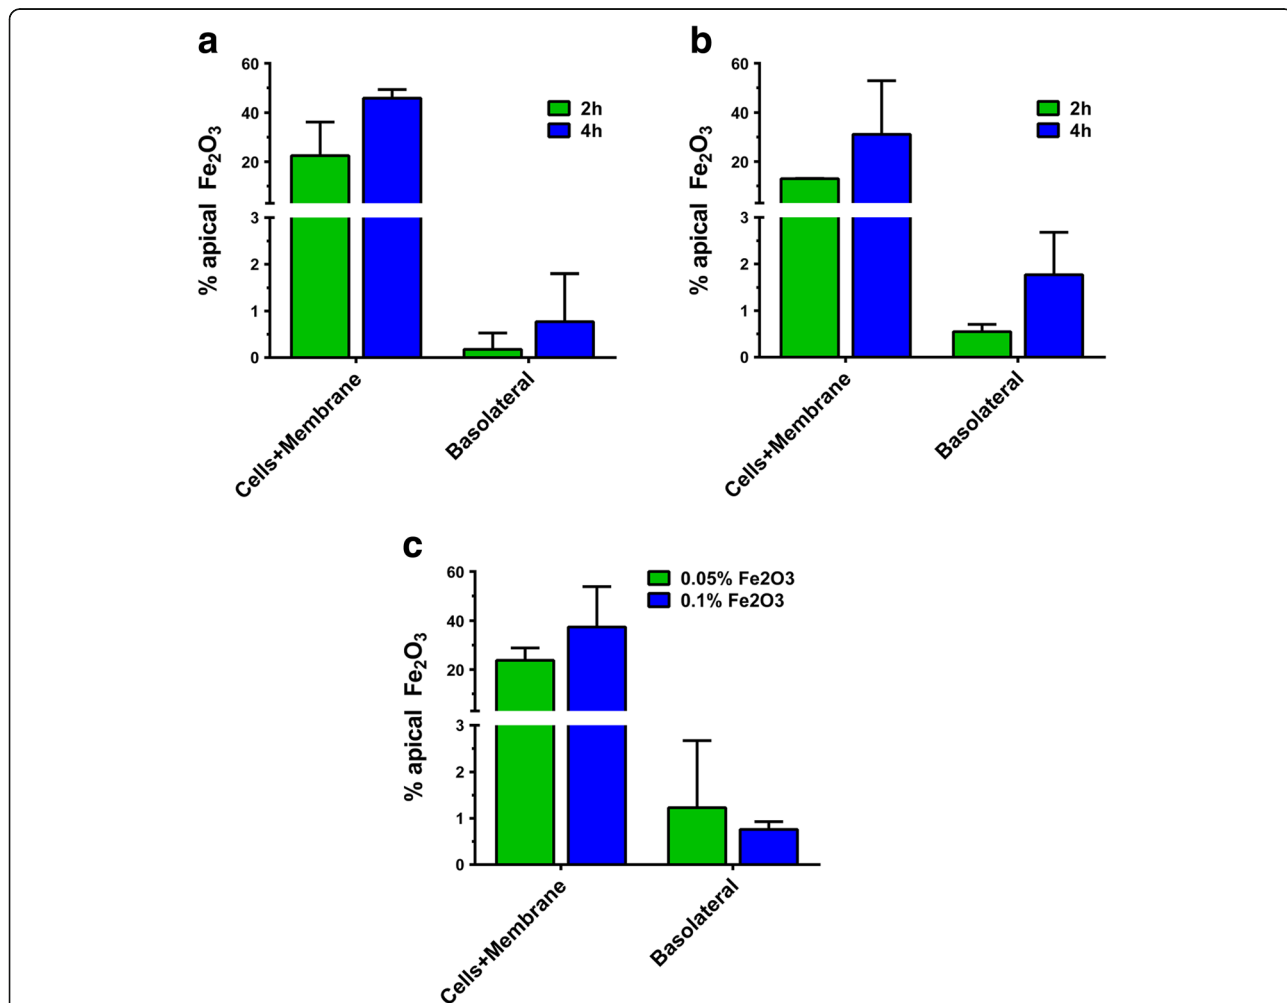 a
60
40
20
3
2
1
0
% apical Fe2O3
2h
4h
Cells+Membrane
Basolateral
b
60
40
20
3
2
1
0
% apical Fe2O3
2h
4h
Cells+Membrane
Basolateral
c
60
40
20
3
2
1
0
% apical Fe2O3
0.05% Fe2O3
0.1% Fe2O3
Cells+Membrane
Basolateral